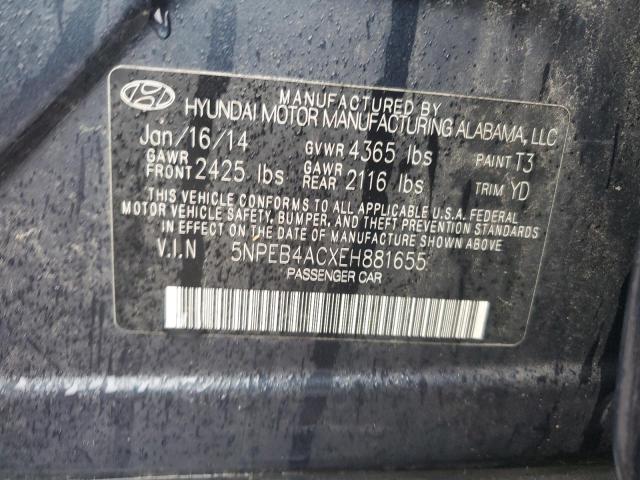 MANUFACTURED BY
HYUNDAI MOTOR MANUFACTURING ALABAMA, LLC
Jan/16/14 GVWR 4365 lbs PAINT T3
GAWR FRONT 2425 lbs GAWR REAR 2116 lbs TRIM YD
THIS VEHICLE CONFORMS TO ALL APPLICABLE U.S.A. FEDERAL
MOTOR VEHICLE SAFETY, BUMPER, AND THEFT PREVENTION STANDARDS
IN EFFECT ON THE DATE OF MANUFACTURE SHOWN ABOVE.
V.I.N 5NPEB4ACXEH881655
PASSENGER CAR